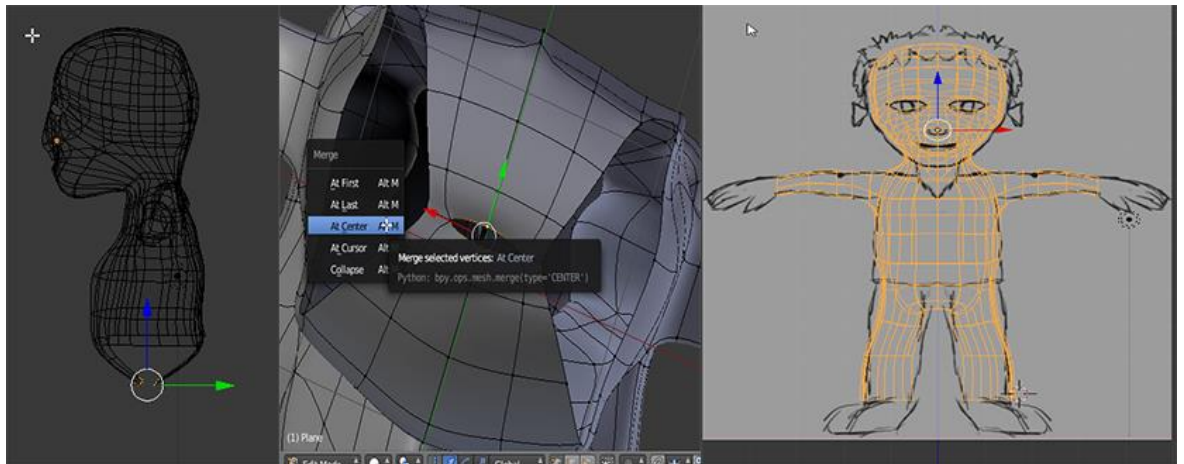 Merge
At First Alt M
At Last Alt M
At Center Alt M
At Cursor Alt
Collapse Alt
Merge selected vertices: At Center
Python: bpy.ops.mesh.merge(type='CENTER')
(1) Plane
Edit Mode
Global